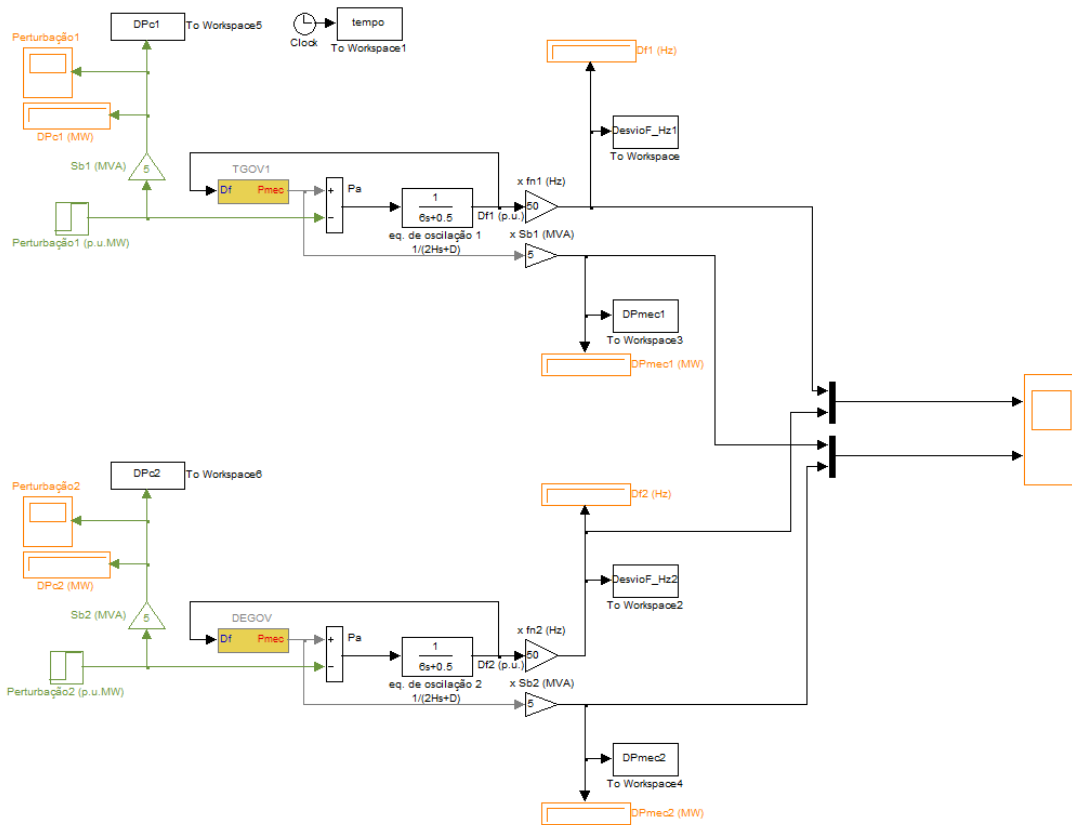 DPc1
To Workspace5
Clock
tempo
To Workspace1
Perturbação1
DPc1 (MW)
Sb1 (MVA)
5
Perturbação1 (p.u.MW)
TGOV1
Df
Pmec
+
−
Pa
1
6s+0.5
eq. de oscilação 1
1/(2Hs+D)
Df1 (p.u.)
x fn1 (Hz)
50
x Sb1 (MVA)
5
Df1 (Hz)
DesvioF_Hz1
To Workspace
DPmec1
To Workspace3
DPmec1 (MW)
DPc2
To Workspace6
Perturbação2
DPc2 (MW)
Sb2 (MVA)
5
Perturbação2 (p.u.MW)
DEGOV
Df
Pmec
+
−
Pa
1
6s+0.5
eq. de oscilação 2
1/(2Hs+D)
Df2 (p.u.)
x fn2 (Hz)
50
x Sb2 (MVA)
5
Df2 (Hz)
DesvioF_Hz2
To Workspace2
DPmec2
To Workspace4
DPmec2 (MW)